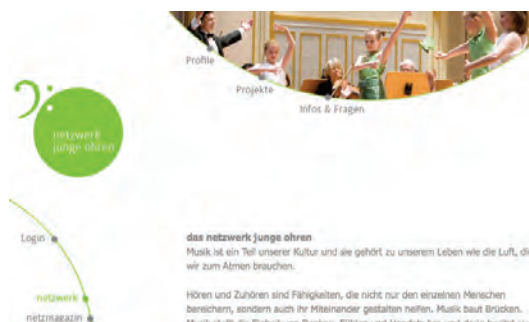 Profile
Projekte
Infos & Fragen
netzwerk
junge ohren
Login
netzwerk
netzmagazin
das netzwerk junge ohren
Musik ist ein Teil unserer Kultur und sie gehört zu unserem Leben wie die Luft, die
wir zum Atmen brauchen.
Hören und Zuhören sind Fähigkeiten, die nicht nur den einzelnen Menschen
bereichern, sondern auch ihr Miteinander gestalten helfen. Musik baut Brücken.